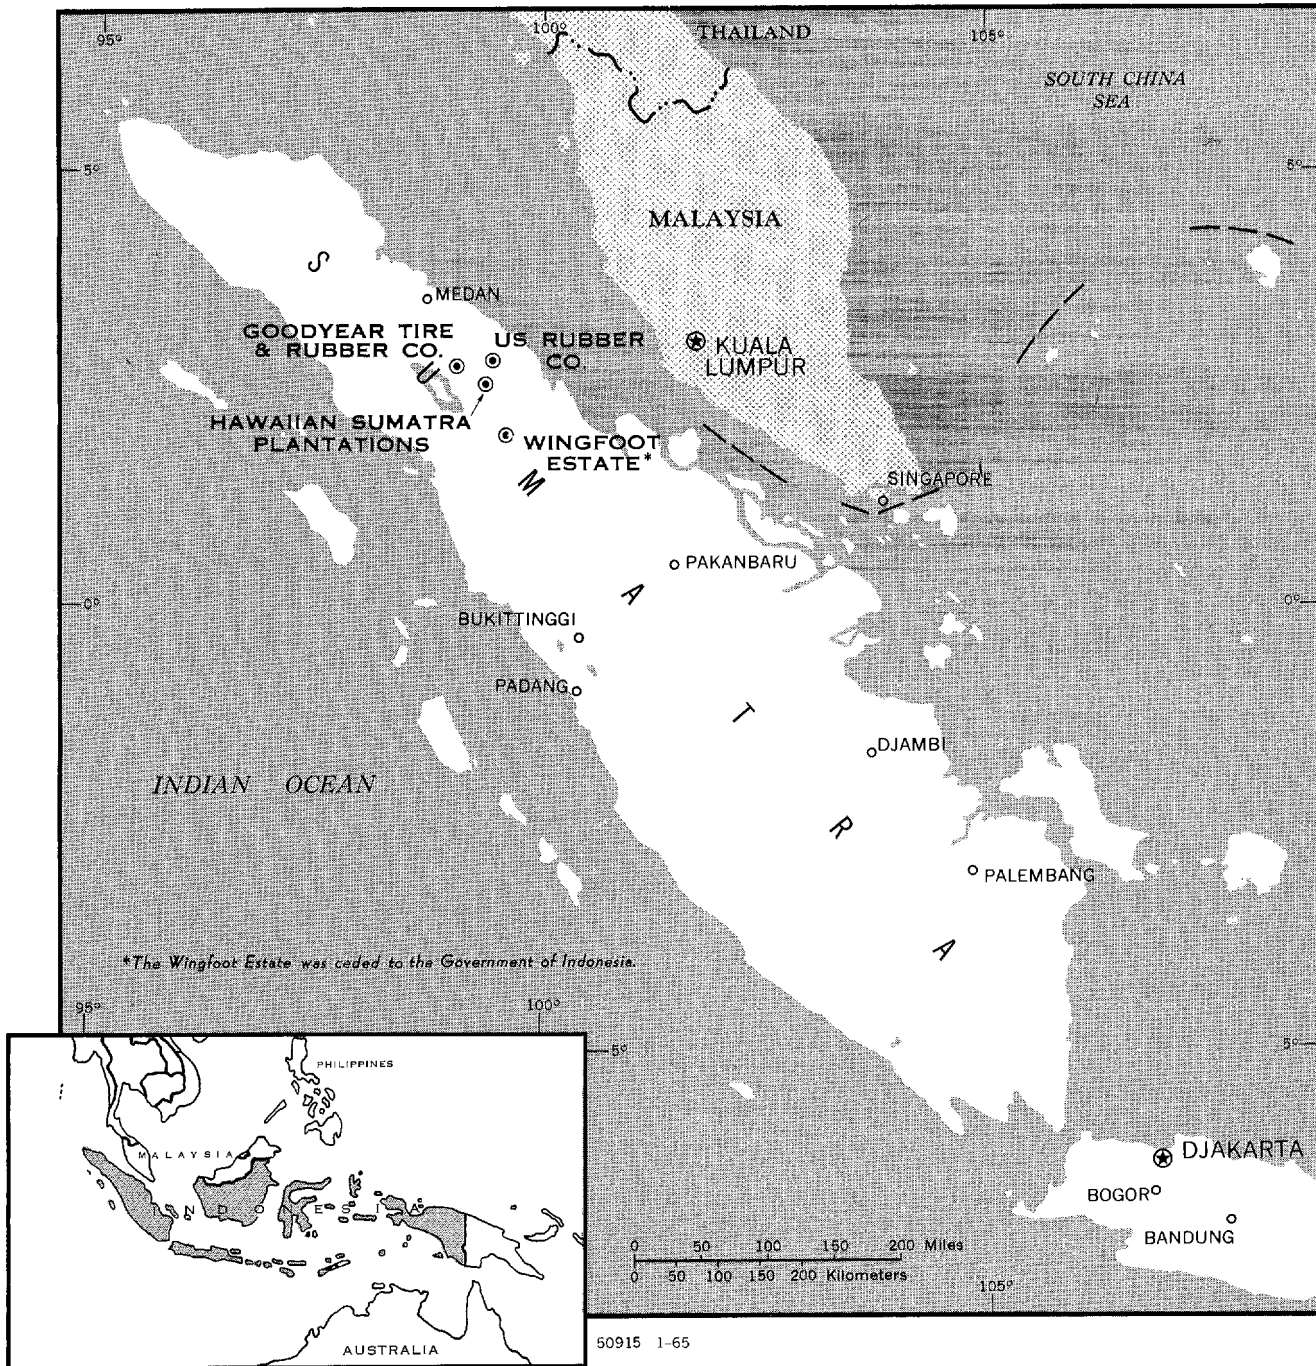 95°
100°
THAILAND
105°
SOUTH CHINA
SEA
5°
5°
MALAYSIA
SUMATRA
MEDAN
GOODYEAR TIRE
& RUBBER CO.
US RUBBER
CO.
KUALA
LUMPUR
HAWAIIAN SUMATRA
PLANTATIONS
WINGFOOT
ESTATE*
SINGAPORE
PAKANBARU
0°
0°
BUKITTINGGI
PADANG
DJAMBI
INDIAN OCEAN
PALEMBANG
*The Wingfoot Estate was ceded to the Government of Indonesia.
95°
100°
5°
5°
PHILIPPINES
MALAYSIA
INDONESIA
AUSTRALIA
DJAKARTA
BOGOR
BANDUNG
0 50 100 150 200 Miles
0 50 100 150 200 Kilometers
105°
50915 1-65